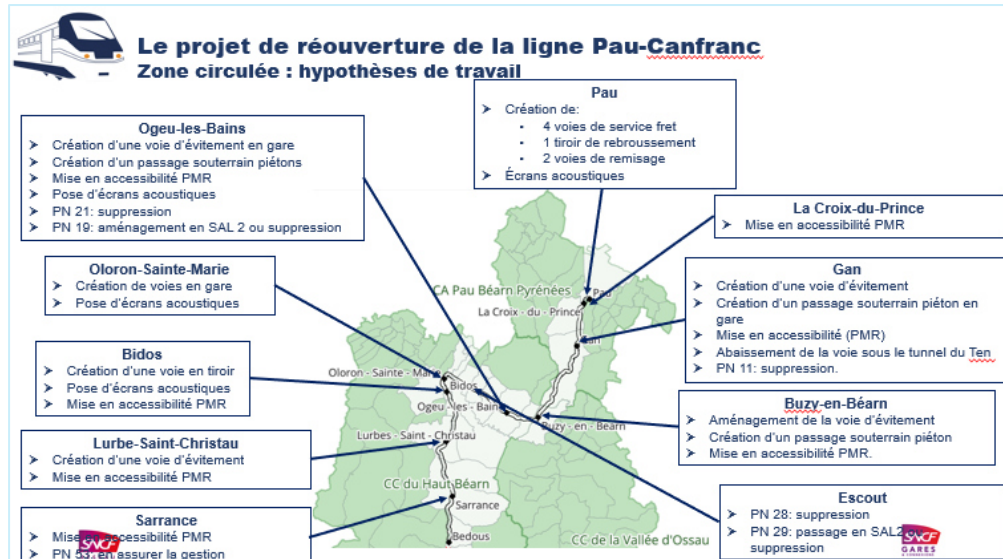 Le projet de réouverture de la ligne Pau-Canfranc
Zone circulée : hypothèses de travail
Pau
➤ Création de:
▪ 4 voies de service fret
▪ 1 tiroir de rebroussement
▪ 2 voies de remisage
➤ Écrans acoustiques
Ogeu-les-Bains
➤ Création d'une voie d'évitement en gare
➤ Création d'un passage souterrain piétons
➤ Mise en accessibilité PMR
➤ Pose d'écrans acoustiques
➤ PN 21: suppression
➤ PN 19: aménagement en SAL 2 ou suppression
La Croix-du-Prince
➤ Mise en accessibilité PMR
Oloron-Sainte-Marie
➤ Création de voies en gare
➤ Pose d'écrans acoustiques
Gan
➤ Création d'une voie d'évitement
➤ Création d'un passage souterrain piéton en
gare
➤ Mise en accessibilité (PMR)
➤ Abaissement de la voie sous le tunnel du Ten
➤ PN 11: suppression.
Bidos
➤ Création d'une voie en tiroir
➤ Pose d'écrans acoustiques
➤ Mise en accessibilité PMR
Buzy-en-Béarn
➤ Aménagement de la voie d'évitement
➤ Création d'un passage souterrain piéton
➤ Mise en accessibilité PMR.
Lurbe-Saint-Christau
➤ Création d'une voie d'évitement
➤ Mise en accessibilité PMR
Escout
➤ PN 28: suppression
➤ PN 29: passage en SAL2 ou
suppression
Sarrance
➤ Mise en accessibilité PMR
➤ PN 53: en assurer la gestion
CA Pau Béarn Pyrénées
Pau
La Croix - du - Prince
Oloron - Sainte - Marie
Bidos
Ogeu - les - Bains
Buzy - en - Béarn
Lurbes - Saint - Christau
CC du Haut Béarn
Sarrance
Bedous
CC de la Vallée d'Ossau
SNCF
SNCF
GARES